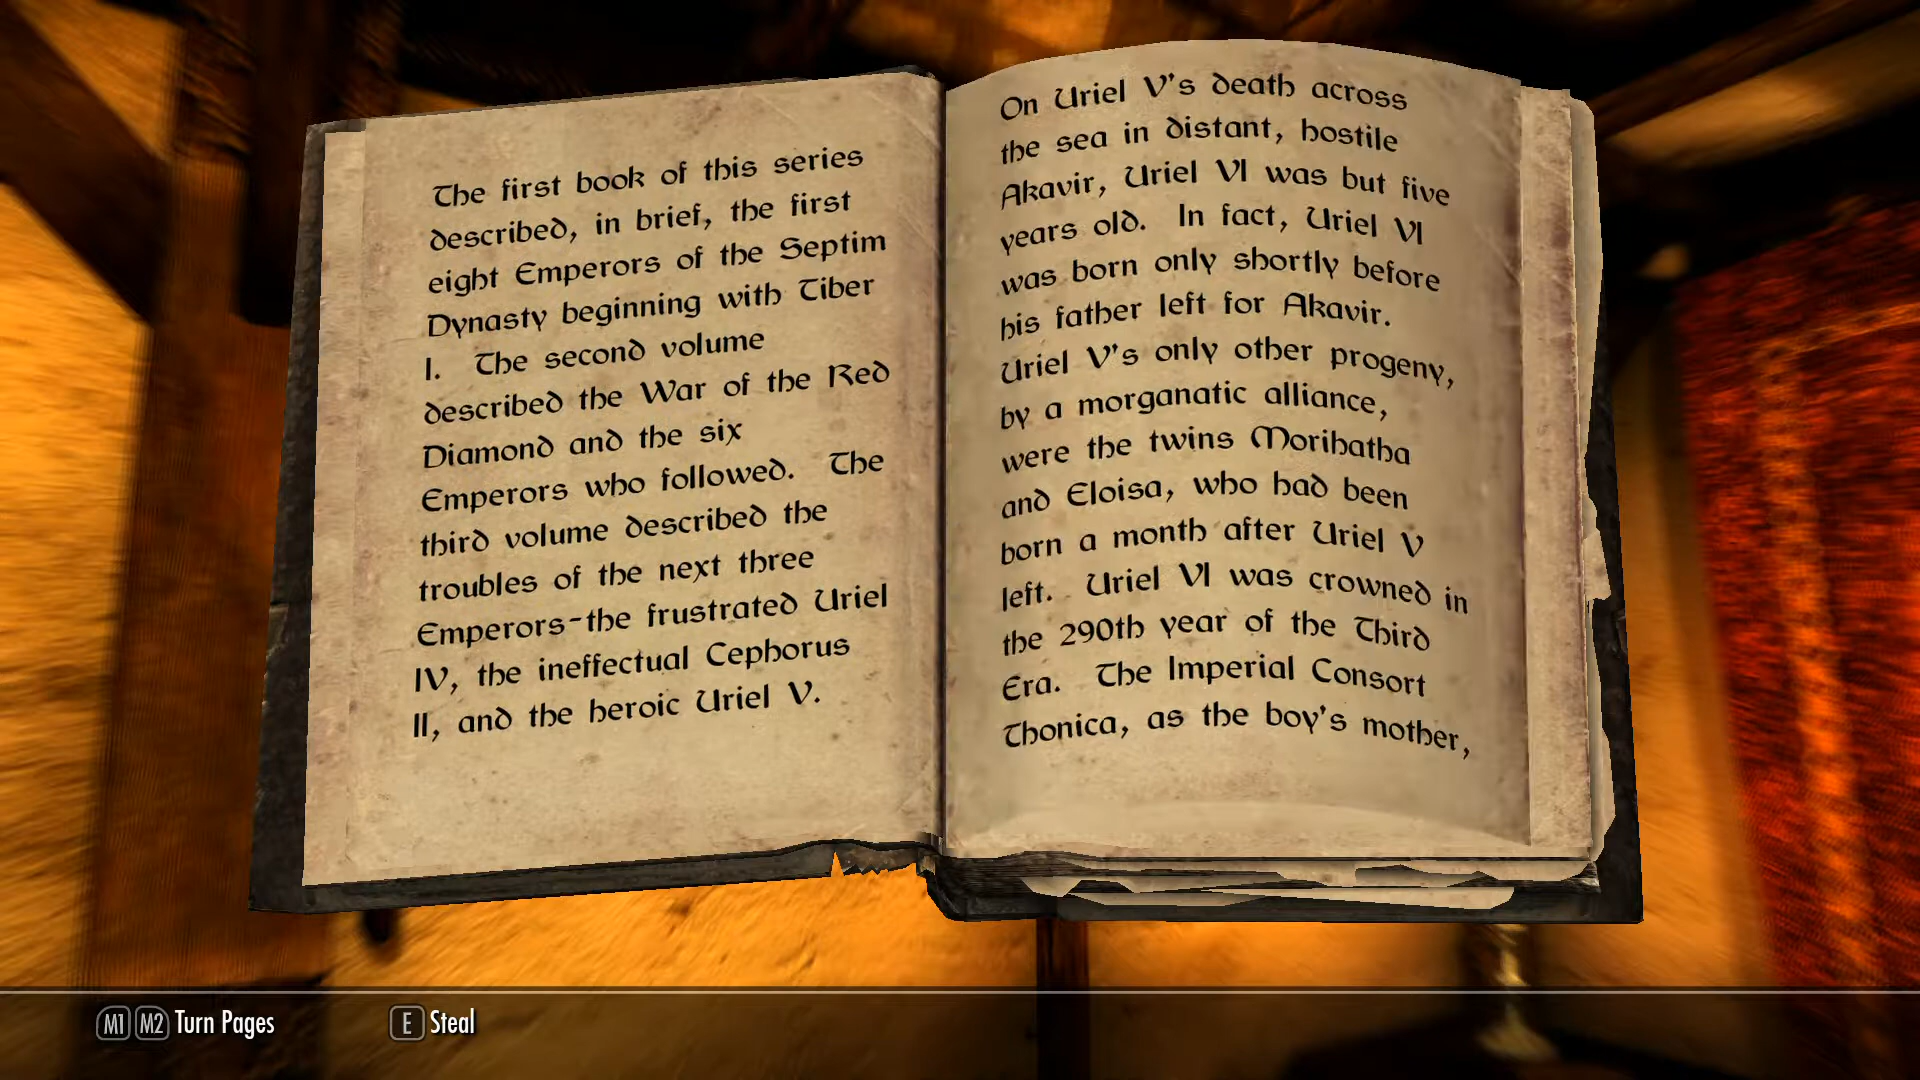 The first book of this series
described, in brief, the first
eight Emperors of the Septim
Dynasty beginning with Tiber
I. The second volume
described the War of the Red
Diamond and the six
Emperors who followed. The
third volume described the
troubles of the next three
Emperors-the frustrated Uriel
IV, the ineffectual Cephorus
II, and the heroic Uriel V.
On Uriel V's death across
the sea in distant, hostile
Akavir, Uriel VI was but five
years old. In fact, Uriel VI
was born only shortly before
his father left for Akavir.
Uriel V's only other progeny,
by a morganatic alliance,
were the twins Morihatha
and Eloisa, who had been
born a month after Uriel V
left. Uriel VI was crowned in
the 290th year of the Third
Era. The Imperial Consort
Thonica, as the boy's mother,
M1 M2 Turn Pages
E Steal